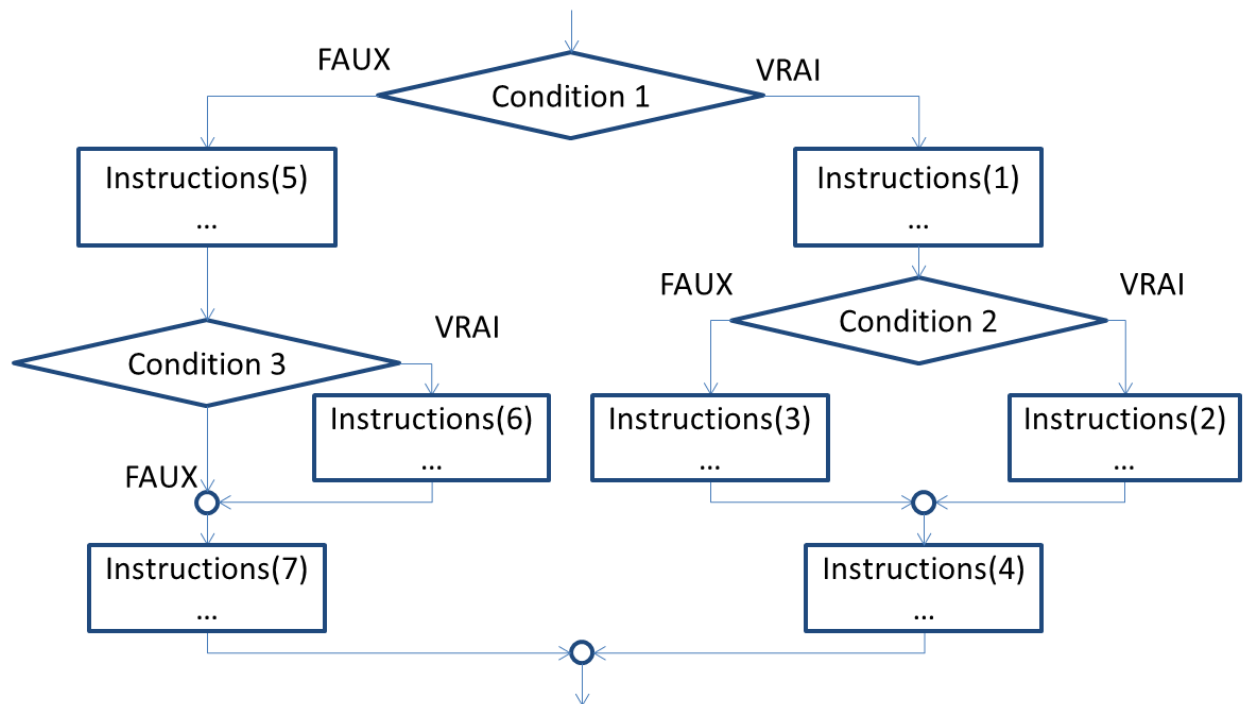 FAUX
VRAI
Condition 1
Instructions(5)
...
Instructions(1)
...
FAUX
VRAI
Condition 2
VRAI
Condition 3
Instructions(6)
...
Instructions(3)
...
Instructions(2)
...
FAUX
Instructions(7)
...
Instructions(4)
...